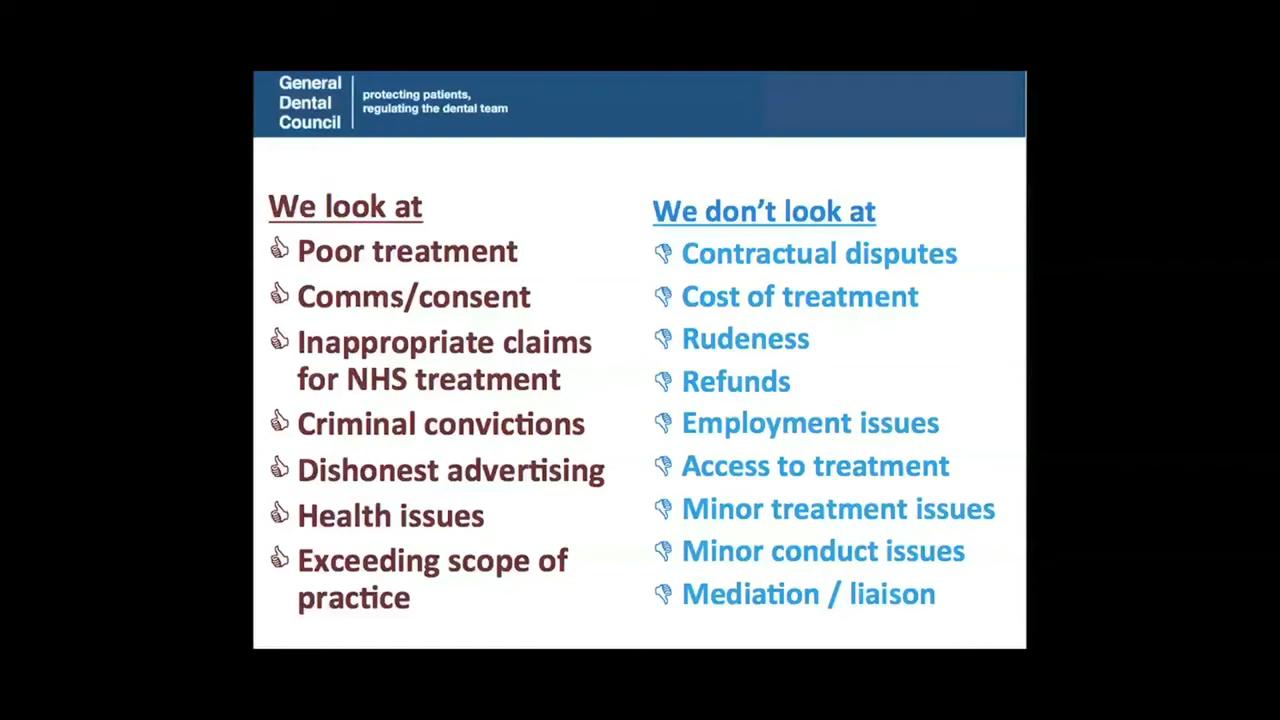 General
Dental
Council
protecting patients,
regulating the dental team
We look at
Poor treatment
Comms/consent
Inappropriate claims
for NHS treatment
Criminal convictions
Dishonest advertising
Health issues
Exceeding scope of
practice
We don't look at
Contractual disputes
Cost of treatment
Rudeness
Refunds
Employment issues
Access to treatment
Minor treatment issues
Minor conduct issues
Mediation / liaison